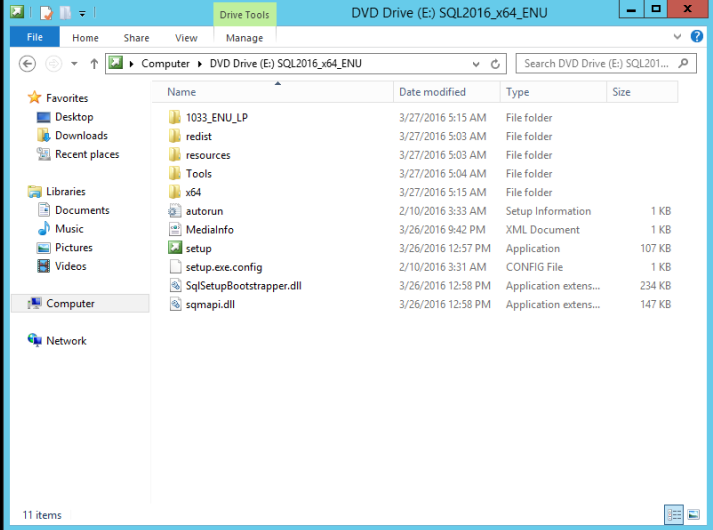 Drive Tools
DVD Drive (E:) SQL2016_x64_ENU
File Home Share View Manage
Computer DVD Drive (E:) SQL2016_x64_ENU Search DVD Drive (E:) SQL201...
Favorites
Desktop
Downloads
Recent places
Libraries
Documents
Music
Pictures
Videos
Computer
Network
Name Date modified Type Size
1033_ENU_LP 3/27/2016 5:15 AM File folder
redist 3/27/2016 5:03 AM File folder
resources 3/27/2016 5:03 AM File folder
Tools 3/27/2016 5:04 AM File folder
x64 3/27/2016 5:15 AM File folder
autorun 2/10/2016 3:33 AM Setup Information 1 KB
MediaInfo 3/26/2016 9:42 PM XML Document 1 KB
setup 3/26/2016 12:57 PM Application 107 KB
setup.exe.config 2/10/2016 3:31 AM CONFIG File 1 KB
SqlSetupBootstrapper.dll 3/26/2016 12:58 PM Application extens... 234 KB
sqmapi.dll 3/26/2016 12:58 PM Application extens... 147 KB
11 items